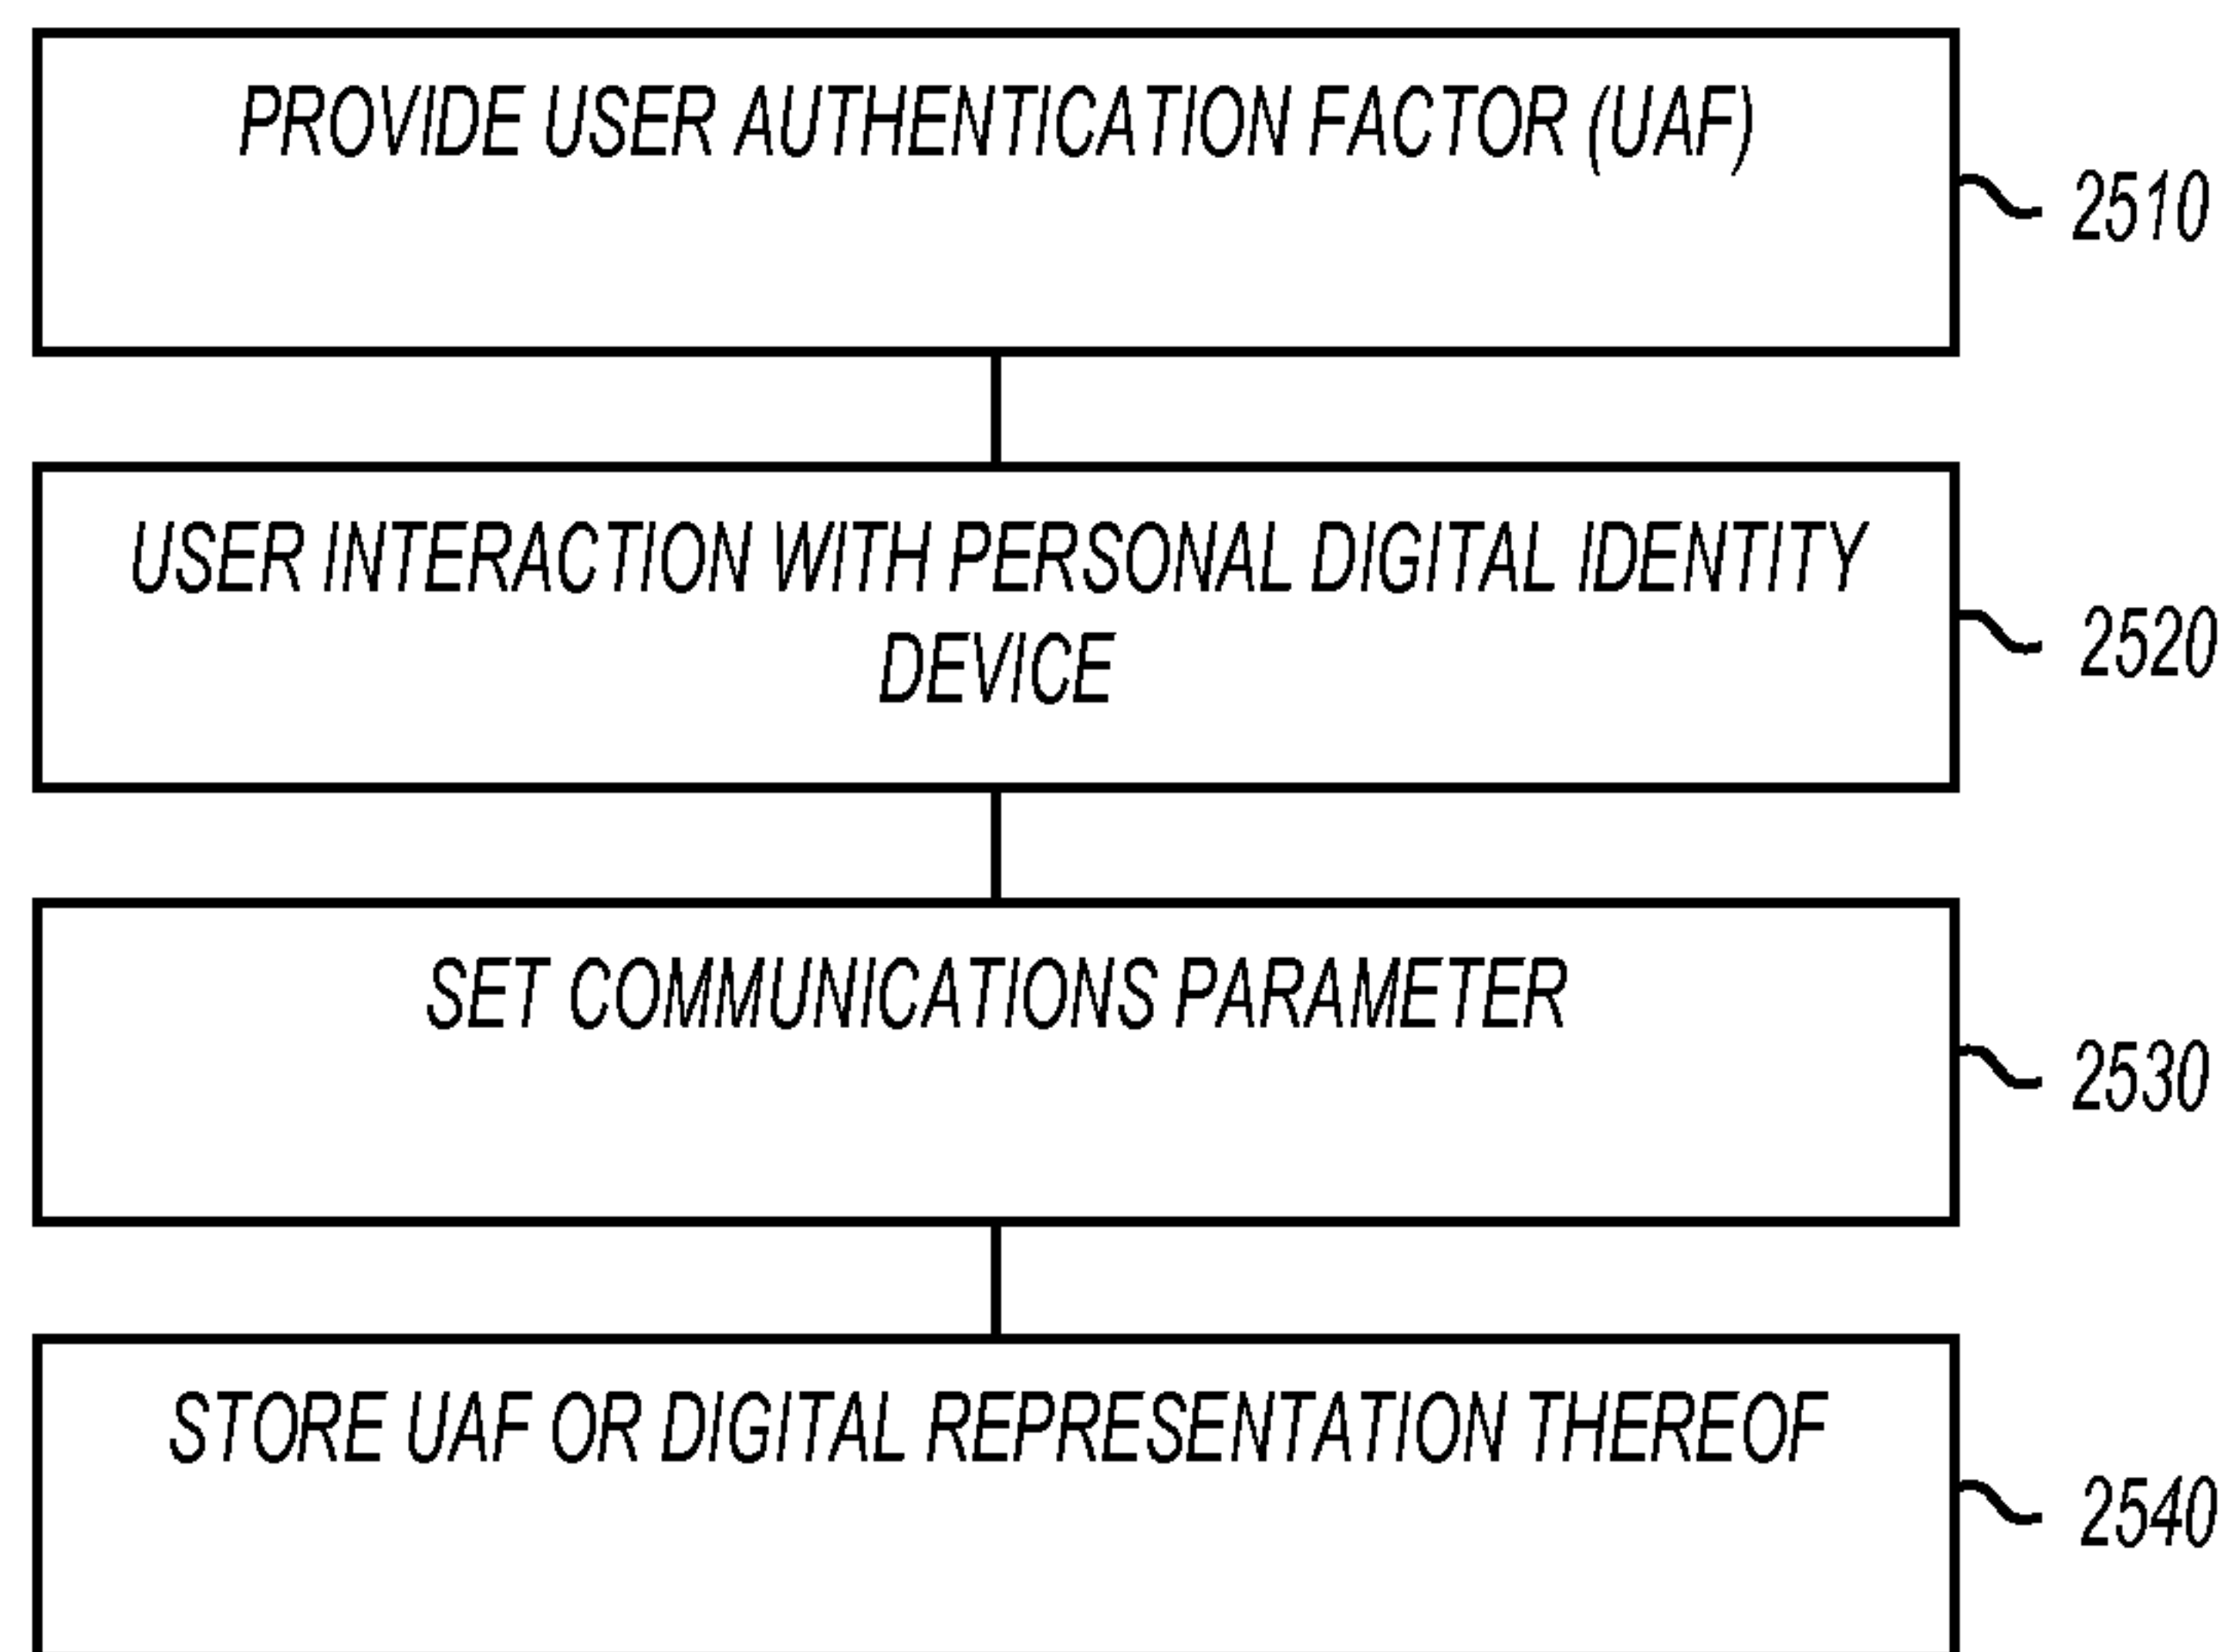 PROVIDE USER AUTHENTICATION FACTOR (UAF)
2510
USER INTERACTION WITH PERSONAL DIGITAL IDENTITY
DEVICE
2520
SET COMMUNICATIONS PARAMETER
2530
STORE UAF OR DIGITAL REPRESENTATION THEREOF
2540